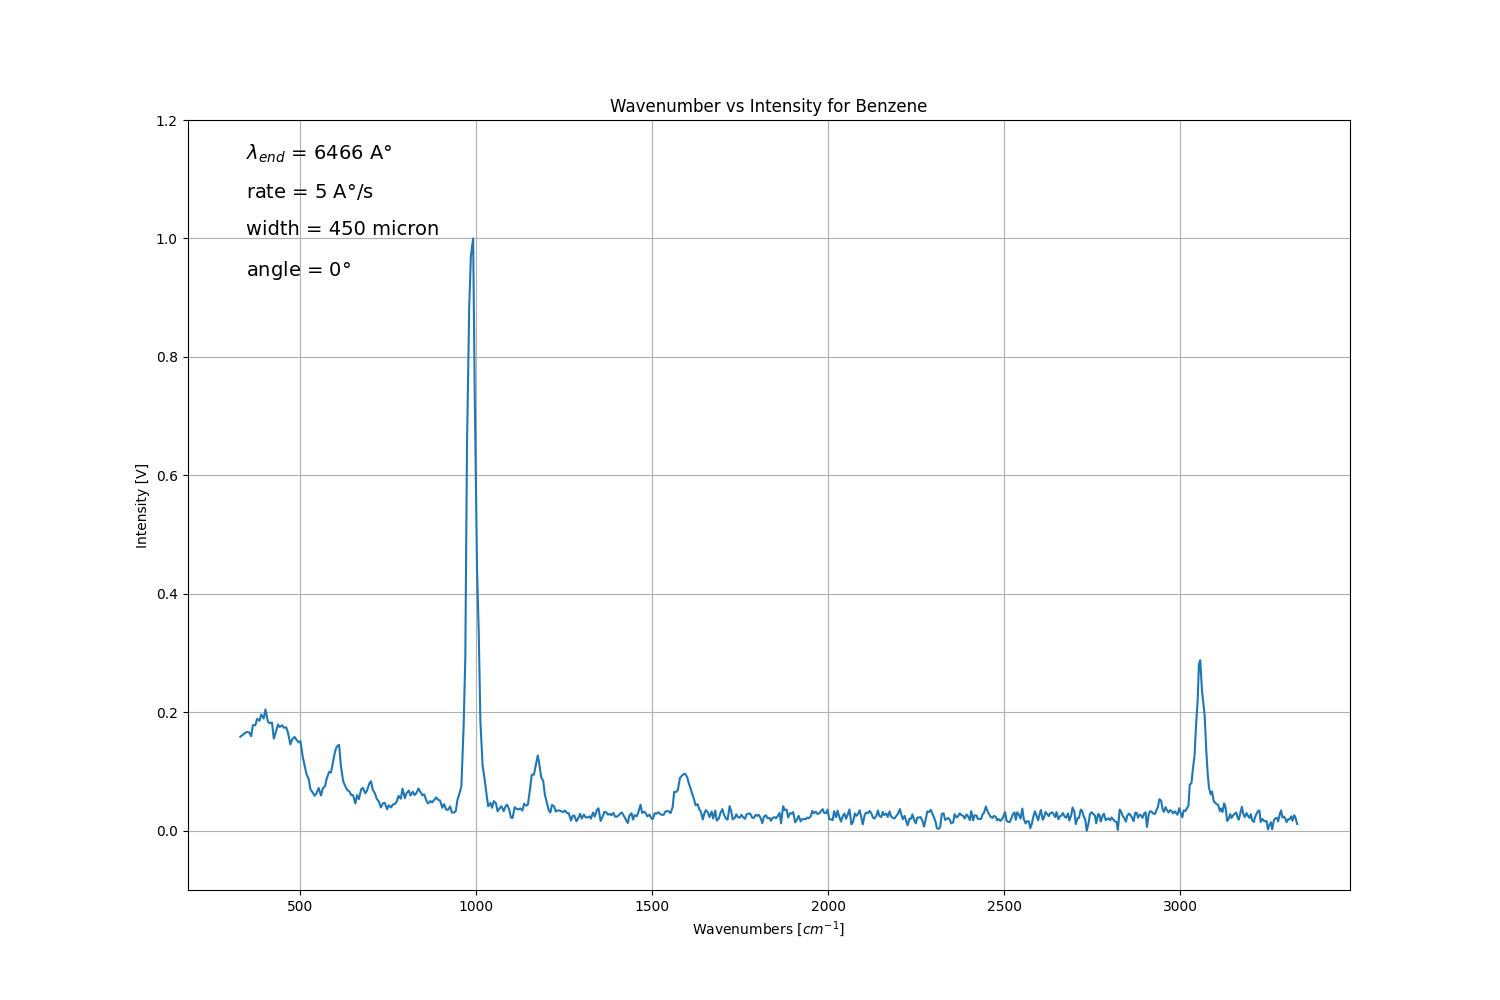 Wavenumber vs Intensity for Benzene
1.2
1.0
0.8
0.6
0.4
0.2
0.0
Intensity [V]
λend = 6466 A°
rate = 5 A°/s
width = 450 micron
angle = 0°
500 1000 1500 2000 2500 3000
Wavenumbers [cm⁻¹]